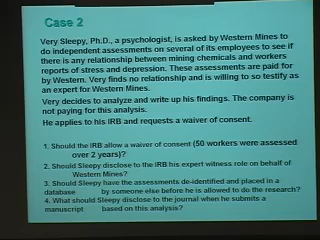 Case 2
Very Sleepy, Ph.D., a psychologist, is asked by Western Mines to
do independent assessments on several of its employees to see if
there is any relationship between mining chemicals and workers
reports of stress and depression. These assessments are paid for
by Western. Very finds no relationship and is willing to so testify as
an expert for Western Mines.
Very decides to analyze and write up his findings. The company is
not paying for this analysis.
He applies to his IRB and requests a waiver of consent.
1. Should the IRB allow a waiver of consent (50 workers were assessed
over 2 years)?
2. Should Sleepy disclose to the IRB his expert witness role on behalf of
Western Mines?
3. Should Sleepy have the assessments de-identified and placed in a
database by someone else before he is allowed to do the research?
4. What should Sleepy disclose to the journal when he submits a
manuscript based on this analysis?